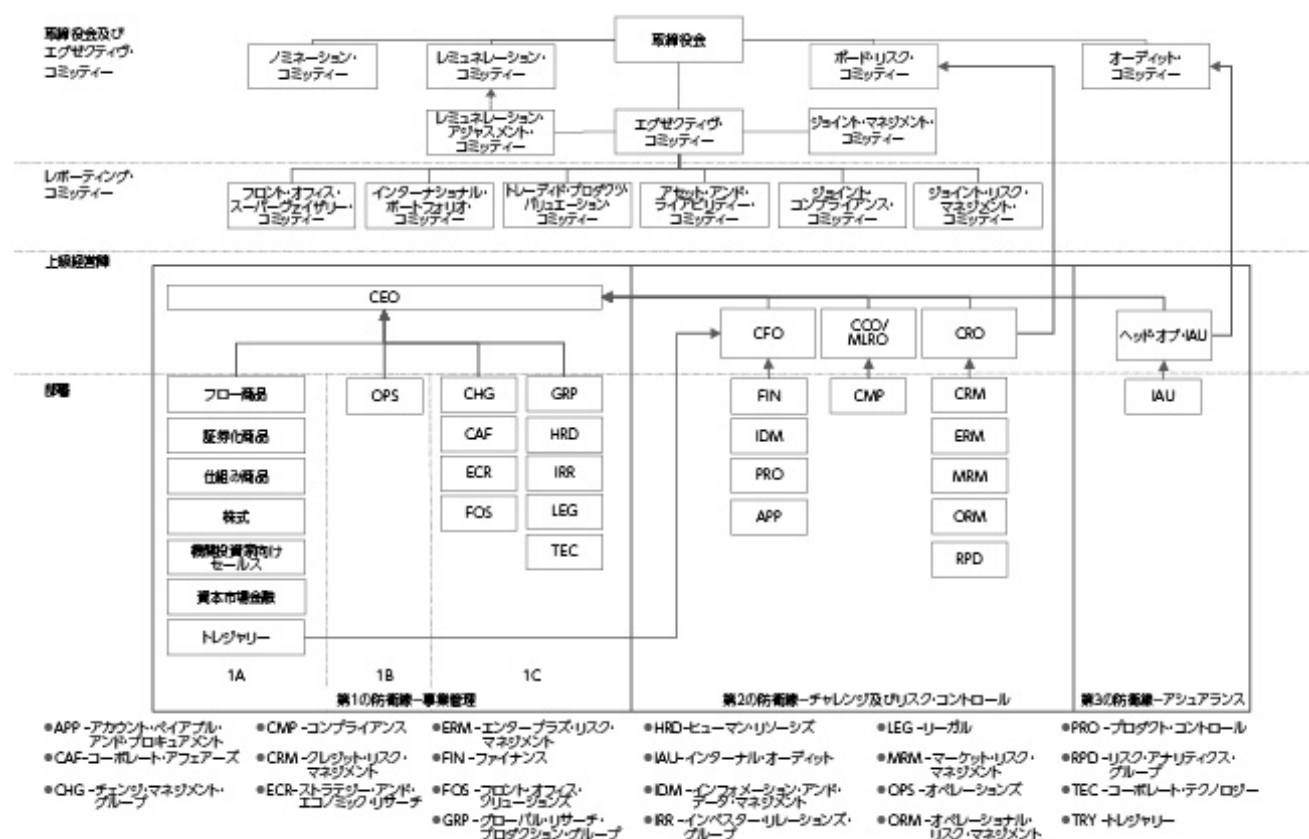 取締役会及び
エグゼクティヴ・
コミッティー
取締役会
ノミネーション・
コミッティー
レミュネレーション・
コミッティー
ボード・リスク・
コミッティー
オーディット・
コミッティー
レミュネレーション・
アジャスメント・
コミッティー
エグゼクティヴ・
コミッティー
ジョイント・マネジメント・
コミッティー
レポーティング・
コミッティー
フロント・オフィス・
スーパーヴァイザリー・
コミッティー
インターナショナル・
ポートフォリオ・
コミッティー
トレーディド・プロダクツ・
バリュエーション・
コミッティー
アセット・アンド・
ライアビリティー・
コミッティー
ジョイント・
コンプライアンス・
コミッティー
ジョイント・リスク・
マネジメント・
コミッティー
上級経営陣
CEO
CFO
CCO/
MLRO
CRO
ヘッド・オブ・IAU
部署
フロー商品
OPS
CHG
GRP
FIN
CMP
CRM
IAU
証券化商品
CAF
HRD
IDM
ERM
仕組み商品
ECR
IRR
PRO
MRM
株式
FOS
LEG
APP
ORM
機関投資家向け
セールス
TEC
RPD
資本市場金融
トレジャリー
1A
1B
1C
第1の防衛線−事業管理
第2の防衛線−チャレンジ及びリスク・コントロール
第3の防衛線−アシュアランス
●APP −アカウント・ペイアブル・
アンド・プロキュアメント
●CAF−コーポレート・アフェアーズ
●CHG −チェンジ・マネジメント・
グループ
●CMP −コンプライアンス
●CRM −クレジット・リスク・
マネジメント
●ECR−ストラテジー・アンド・
エコノミック・リサーチ
●ERM −エンタープラズ・リスク・
マネジメント
●FIN −ファイナンス
●FOS −フロント・オフィス・
ソリューションズ
●GRP −グローバル・リサーチ・
プロダクション・グループ
●HRD−ヒューマン・リソーシズ
●IAU−インターナル・オーディット
●IDM −インフォメーション・アンド・
データ・マネジメント
●IRR −インベスター・リレーションズ・
グループ
●LEG −リーガル
●MRM−マーケット・リスク・
マネジメント
●OPS −オペレーションズ
●ORM −オペレーショナル・
リスク・マネジメント
●PRO −プロダクト・コントロール
●RPD −リスク・アナリティクス・
グループ
●TEC −コーポレート・テクノロジー
●TRY −トレジャリー